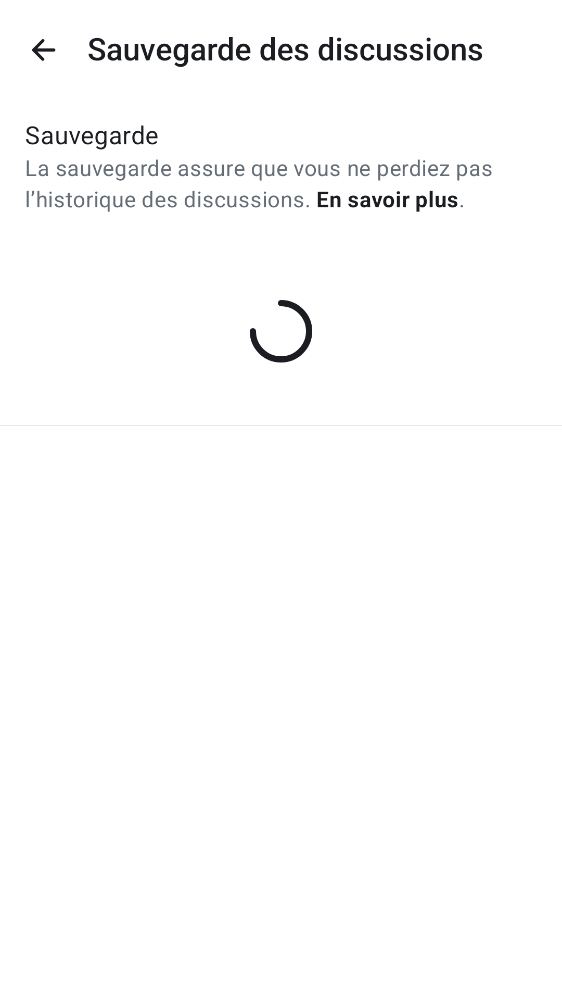 Sauvegarde des discussions
Sauvegarde
La sauvegarde assure que vous ne perdiez pas
l’historique des discussions. En savoir plus.